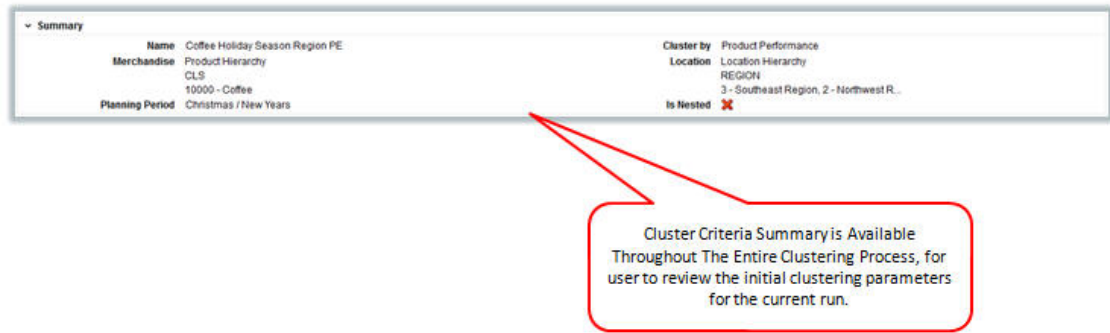 Summary
Name Coffee Holiday Season Region PE Cluster by Product Performance
Merchandise Product Hierarchy Location Location Hierarchy
CLS REGION
10000 - Coffee 3 - Southeast Region, 2 - Northwest R...
Planning Period Christmas / New Years Is Nested
Cluster Criteria Summary is Available
Throughout The Entire Clustering Process, for
user to review the initial clustering parameters
for the current run.